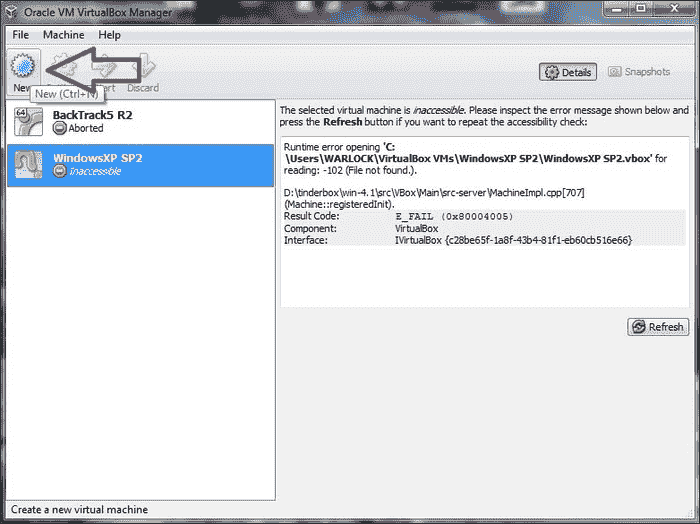 Oracle VM VirtualBox Manager
File Machine Help
New
Discard
Details
Snapshots
New (Ctrl+N)
64
BackTrack5 R2
Aborted
WindowsXP SP2
Inaccessible
The selected virtual machine is inaccessible. Please inspect the error message shown below and
press the Refresh button if you want to repeat the accessibility check:
Runtime error opening 'C:
\Users\WARLOCK\VirtualBox VMs\WindowsXP SP2\WindowsXP SP2.vbox' for
reading: -102 (File not found.).
D:\tinderbox\win-4.1\src\VBox\Main\src-server\MachineImpl.cpp[707]
(Machine::registeredInit).
Result Code: E_FAIL (0x80004005)
Component: VirtualBox
Interface: IVirtualBox {c28be65f-1a8f-43b4-81f1-eb60cb516e66}
Refresh
Create a new virtual machine